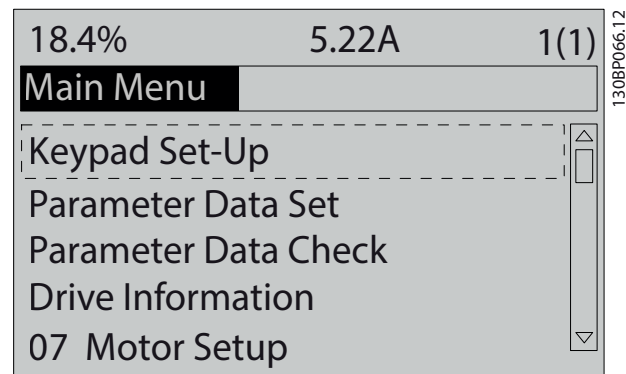 18.4% 5.22A 1(1)
Main Menu
Keypad Set-Up
Parameter Data Set
Parameter Data Check
Drive Information
07 Motor Setup
130BP066.12